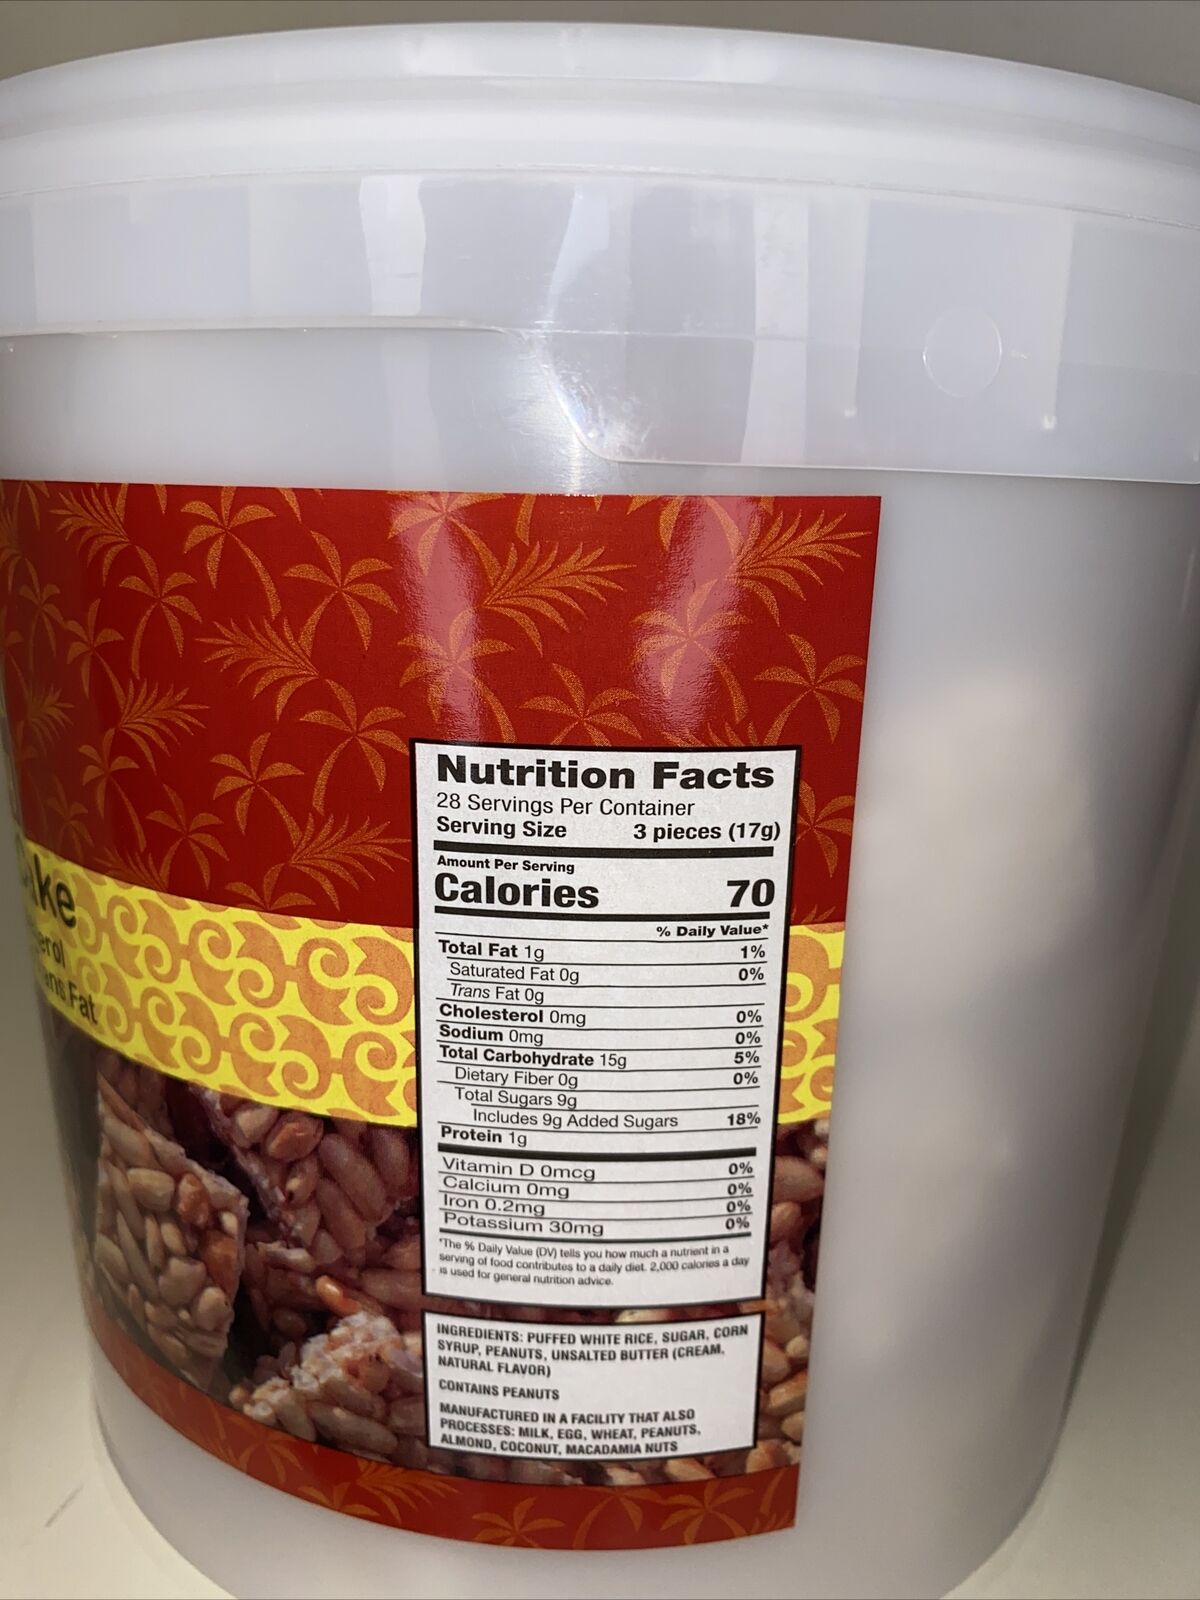 ake
erol
ans Fat
Nutrition Facts
28 Servings Per Container
Serving Size 3 pieces (17g)
Amount Per Serving
Calories 70
% Daily Value*
Total Fat 1g 1%
Saturated Fat 0g 0%
Trans Fat 0g
Cholesterol 0mg 0%
Sodium 0mg 0%
Total Carbohydrate 15g 5%
Dietary Fiber 0g 0%
Total Sugars 9g
Includes 9g Added Sugars 18%
Protein 1g
Vitamin D 0mcg 0%
Calcium 0mg 0%
Iron 0.2mg 0%
Potassium 30mg 0%
*The % Daily Value (DV) tells you how much a nutrient in a
serving of food contributes to a daily diet. 2,000 calories a day
is used for general nutrition advice.
INGREDIENTS: PUFFED WHITE RICE, SUGAR, CORN
SYRUP, PEANUTS, UNSALTED BUTTER (CREAM,
NATURAL FLAVOR)
CONTAINS PEANUTS
MANUFACTURED IN A FACILITY THAT ALSO
PROCESSES: MILK, EGG, WHEAT, PEANUTS,
ALMOND, COCONUT, MACADAMIA NUTS